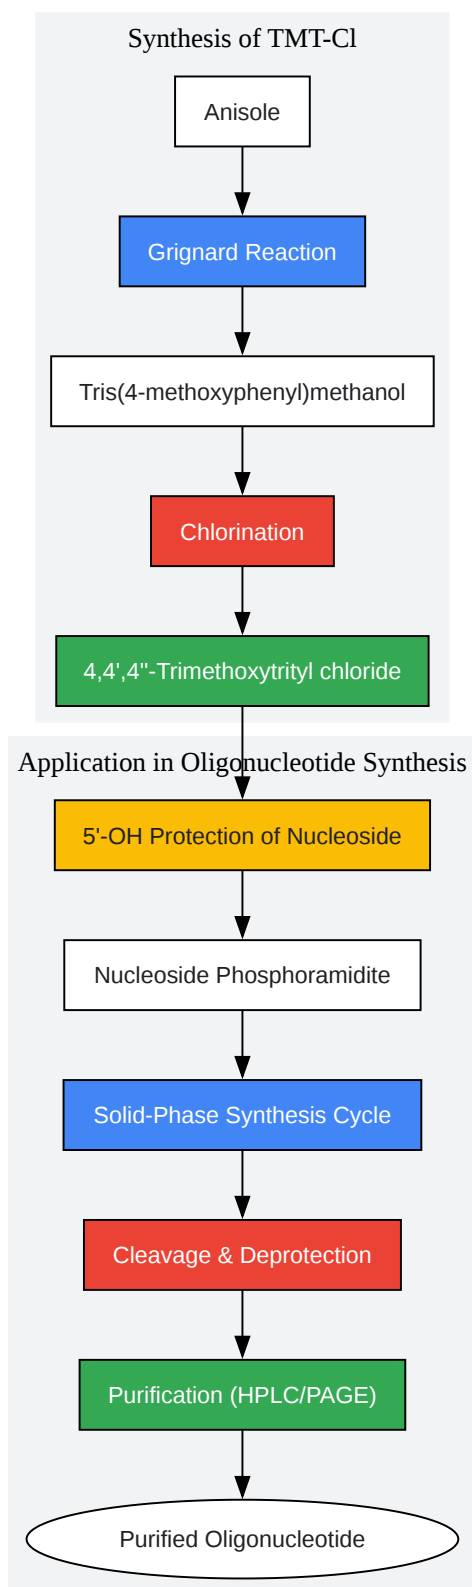 Synthesis of TMT-Cl
Anisole
Grignard Reaction
Tris(4-methoxyphenyl)methanol
Chlorination
4,4',4''-Trimethoxytrityl chloride
Application in Oligonucleotide Synthesis
5'-OH Protection of Nucleoside
Nucleoside Phosphoramidite
Solid-Phase Synthesis Cycle
Cleavage & Deprotection
Purification (HPLC/PAGE)
Purified Oligonucleotide